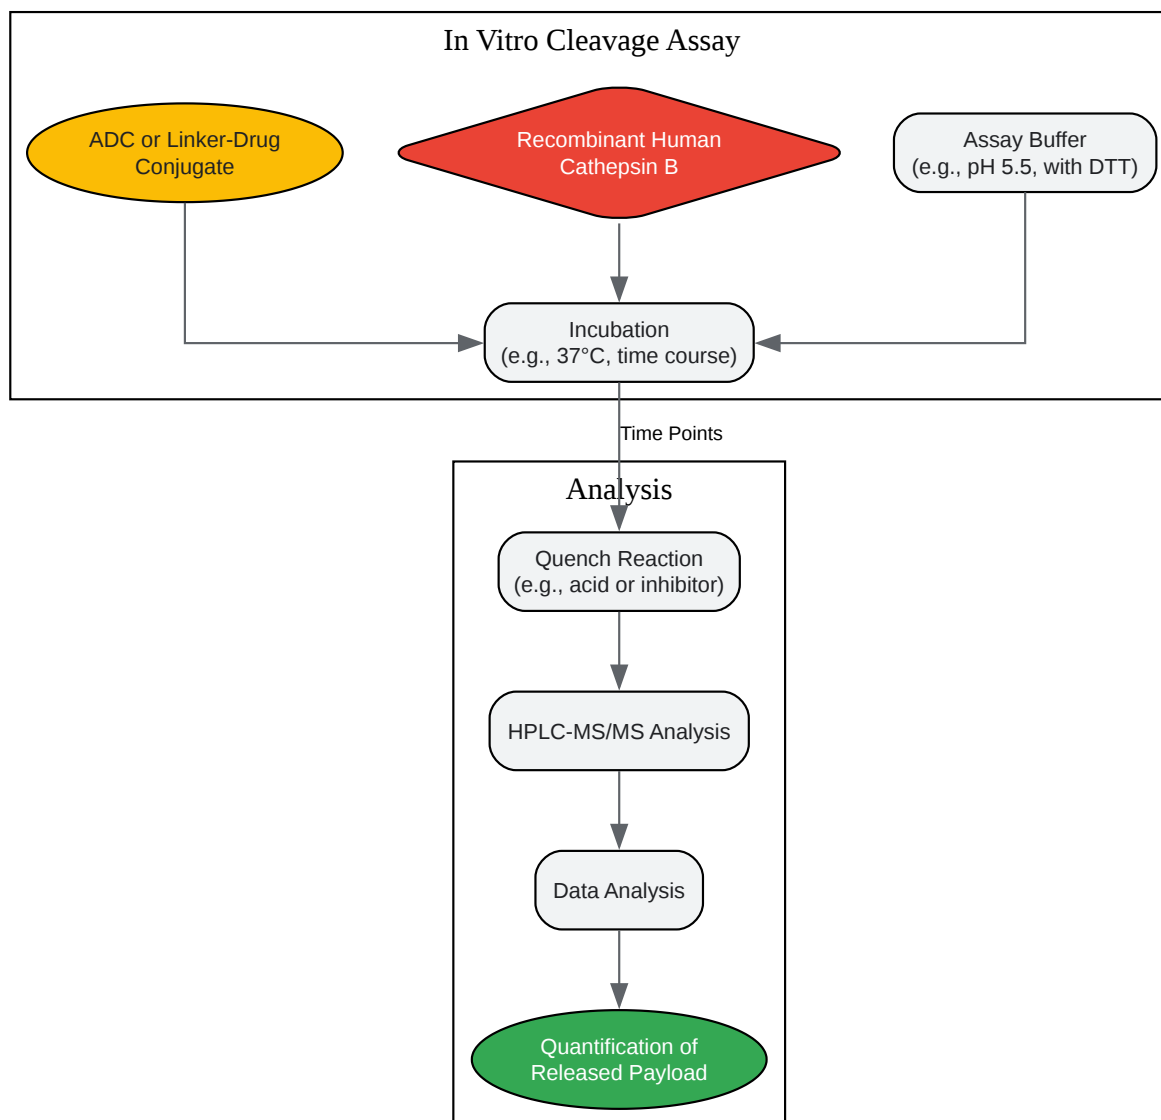 In Vitro Cleavage Assay
ADC or Linker-Drug
Conjugate
Recombinant Human
Cathepsin B
Assay Buffer
(e.g., pH 5.5, with DTT)
Incubation
(e.g., 37°C, time course)
Time Points
Analysis
Quench Reaction
(e.g., acid or inhibitor)
HPLC-MS/MS Analysis
Data Analysis
Quantification of
Released Payload